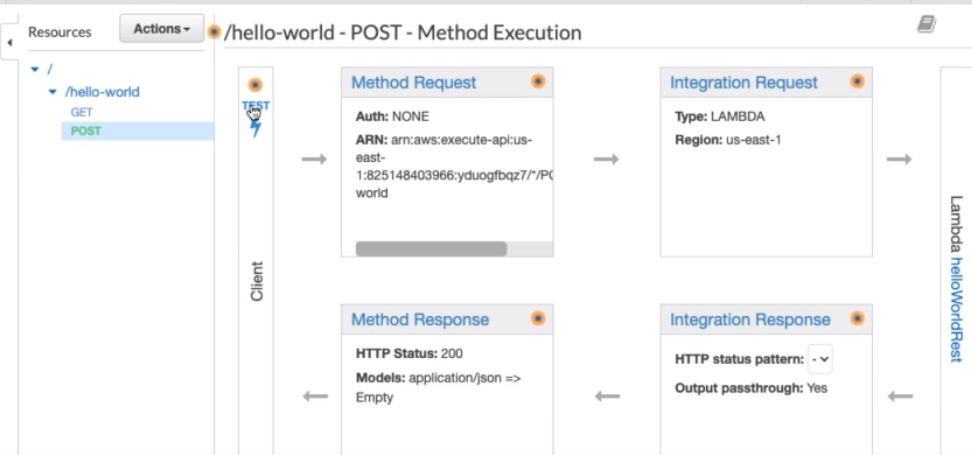 Resources
Actions
/hello-world - POST - Method Execution
/
/hello-world
GET
POST
TEST
Client
Method Request
Auth: NONE
ARN: arn:aws:execute-api:us-
east-
1:825148403966:yduogfbqz7/*/PO
world
Integration Request
Type: LAMBDA
Region: us-east-1
Lambda helloWorldRest
Method Response
HTTP Status: 200
Models: application/json =>
Empty
Integration Response
HTTP status pattern: -
Output passthrough: Yes